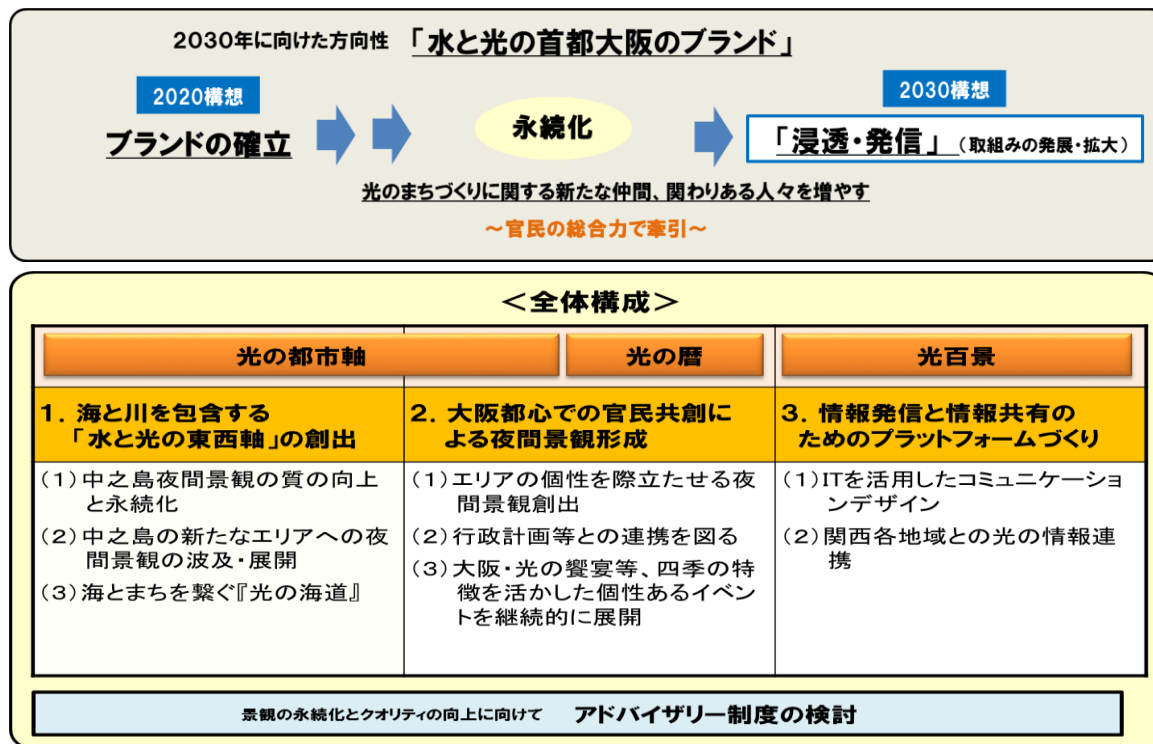 2030年に向けた方向性 「水と光の首都大阪のブランド」
2020構想
ブランドの確立
永続化
2030構想
「浸透・発信」（取組みの発展・拡大）
光のまちづくりに関する新たな仲間、関わりある人々を増やす
～官民の総合力で牽引～
＜全体構成＞
光の都市軸
光の暦
光百景
1．海と川を包含する
「水と光の東西軸」の創出
（1）中之島夜間景観の質の向上
と永続化
（2）中之島の新たなエリアへの夜
間景観の波及・展開
（3）海とまちを繋ぐ『光の海道』
2．大阪都心での官民共創に
よる夜間景観形成
（1）エリアの個性を際立たせる夜
間景観創出
（2）行政計画等との連携を図る
（3）大阪・光の饗宴等、四季の特
徴を活かした個性あるイベン
トを継続的に展開
3．情報発信と情報共有の
ためのプラットフォームづくり
（1）ITを活用したコミュニケーショ
ンデザイン
（2）関西各地域との光の情報連
携
景観の永続化とクオリティの向上に向けて アドバイザリー制度の検討